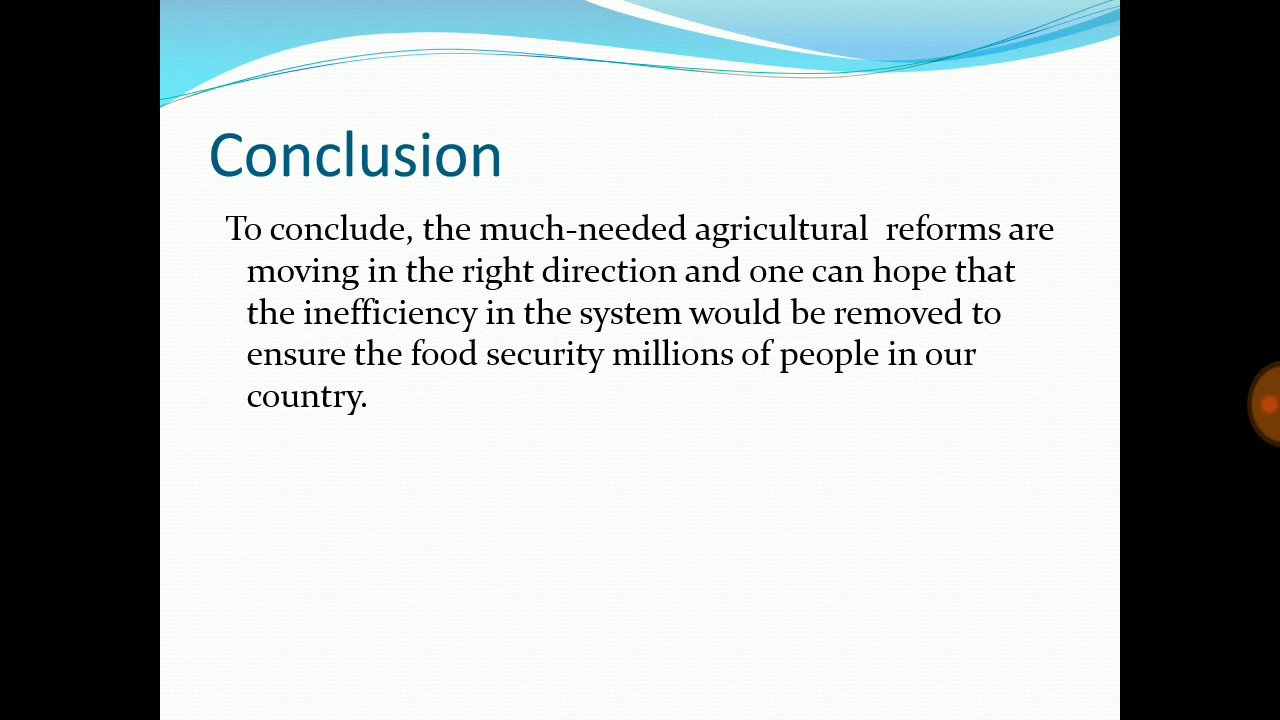 Conclusion
To conclude, the much-needed agricultural  reforms are
moving in the right direction and one can hope that
the inefficiency in the system would be removed to
ensure the food security millions of people in our
country.